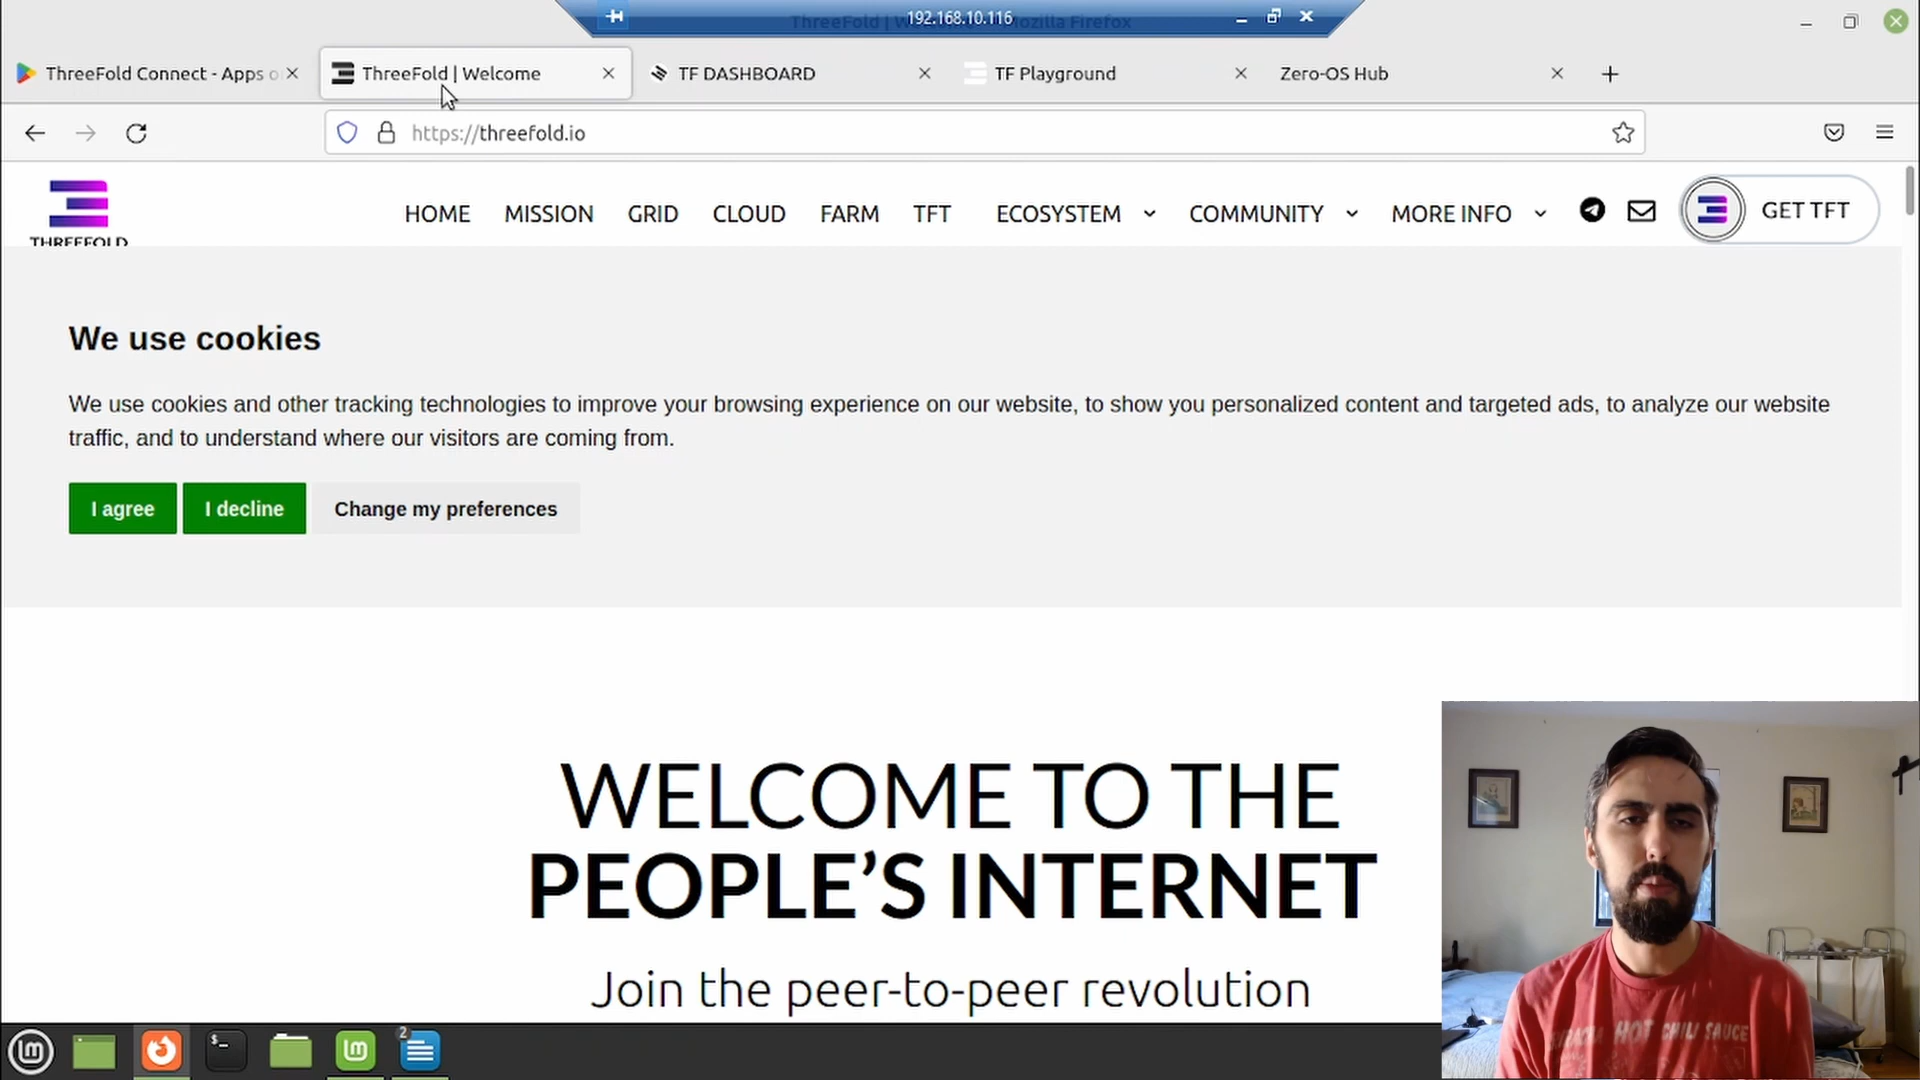 192.168.10.116
ThreeFold Connect - Apps o
ThreeFold | Welcome
TF DASHBOARD
TF Playground
Zero-OS Hub
https://threefold.io
THREEFOLD
HOME
MISSION
GRID
CLOUD
FARM
TFT
ECOSYSTEM
COMMUNITY
MORE INFO
GET TFT
We use cookies
We use cookies and other tracking technologies to improve your browsing experience on our website, to show you personalized content and targeted ads, to analyze our website
traffic, and to understand where our visitors are coming from.
I agree
I decline
Change my preferences
WELCOME TO THE
PEOPLE’S INTERNET
Join the peer-to-peer revolution
HOT CHILI SAUCE
2